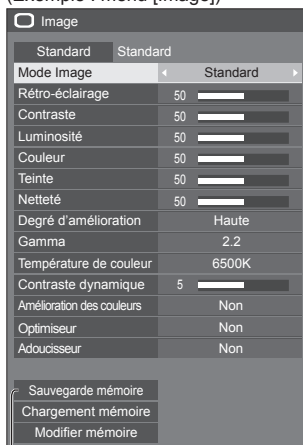 (Exemple : menu [Image])
Image
Standard Standard
Mode Image Standard
Rétro-éclairage 50
Contraste 50
Luminosité 50
Couleur 50
Teinte 50
Netteté 50
Degré d'amélioration Haute
Gamma 2.2
Température de couleur 6500K
Contraste dynamique 5
Amélioration des couleurs Non
Optimiseur Non
Adoucisseur Non
Sauvegarde mémoire
Chargement mémoire
Modifier mémoire